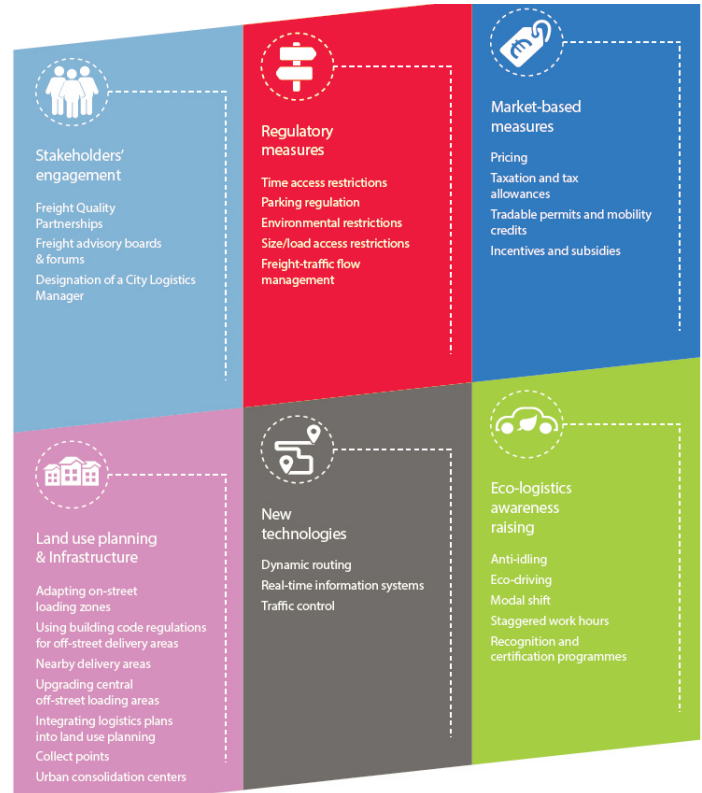 Stakeholders'
engagement
Freight Quality
Partnerships
Freight advisory boards
& forums
Designation of a City Logistics
Manager
Regulatory
measures
Time access restrictions
Parking regulation
Environmental restrictions
Size/load access restrictions
Freight-traffic flow
management
€
Market-based
measures
Pricing
Taxation and tax
allowances
Tradable permits and mobility
credits
Incentives and subsidies
Land use planning
& Infrastructure
Adapting on-street
loading zones
Using building code regulations
for off-street delivery areas
Nearby delivery areas
Upgrading central
off-street loading areas
Integrating logistics plans
into land use planning
Collect points
Urban consolidation centers
New
technologies
Dynamic routing
Real-time information systems
Traffic control
Eco-logistics
awareness
raising
Anti-idling
Eco-driving
Modal shift
Staggered work hours
Recognition and
certification programmes